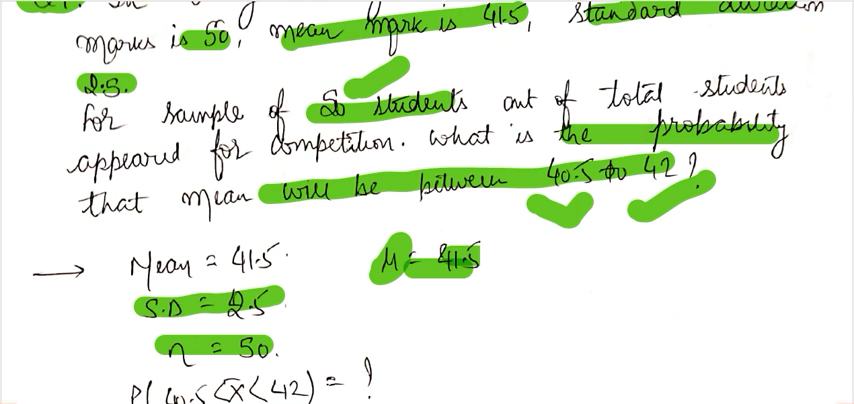 marks is 50, mean mark is 41.5, standard
2.5.
for sample of 50 students out of total students
appeared for competition. what is the probability
that mean will be between 40.5 to 42?
→ Mean = 41.5. M = 41.5
S.D = 2.5
n = 50.
P( 40.5 < x̄ < 42) = ?